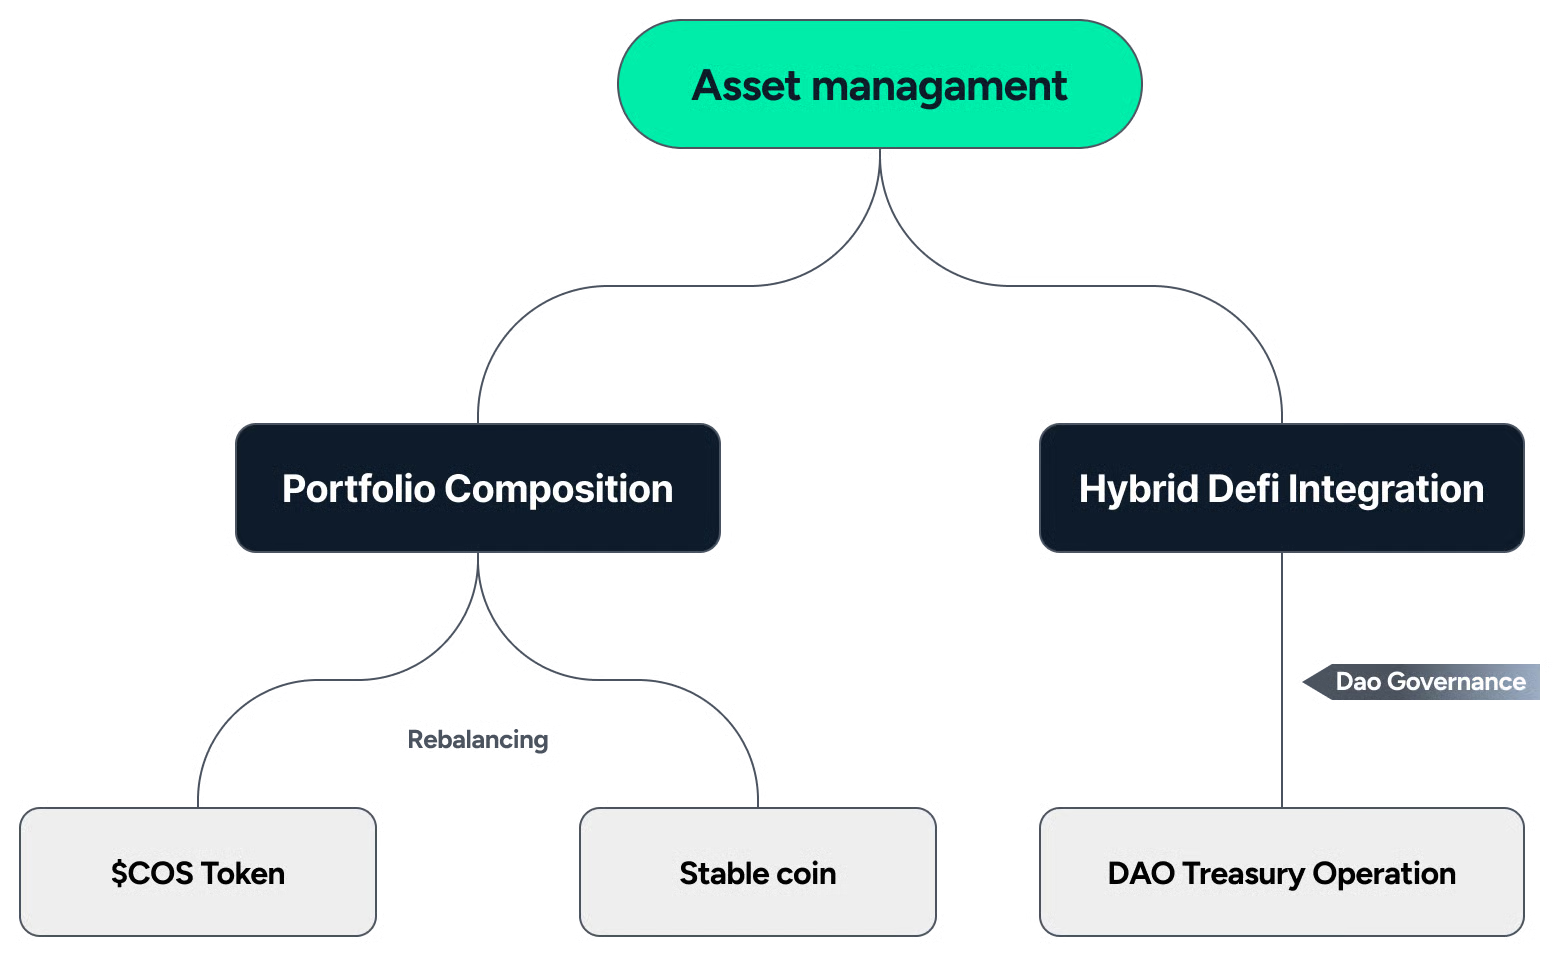 Asset managament
Portfolio Composition
Hybrid Defi Integration
Dao Governance
Rebalancing
$COS Token
Stable coin
DAO Treasury Operation